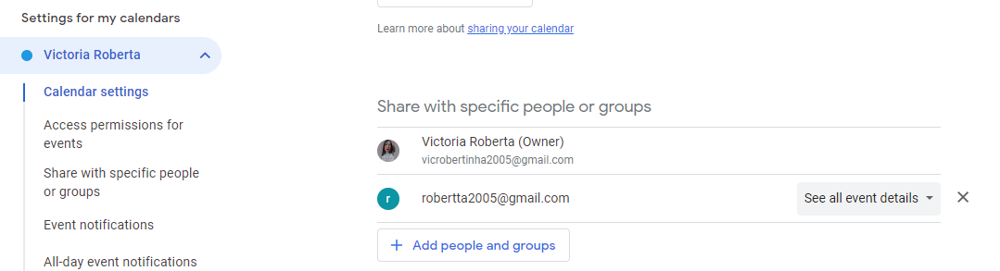 Settings for my calendars
Victoria Roberta
Calendar settings
Access permissions for
events
Share with specific people
or groups
Event notifications
All-day event notifications
Learn more about sharing your calendar
Share with specific people or groups
Victoria Roberta (Owner)
vicrobertinha2005@gmail.com
r
robertta2005@gmail.com
See all event details
+ Add people and groups